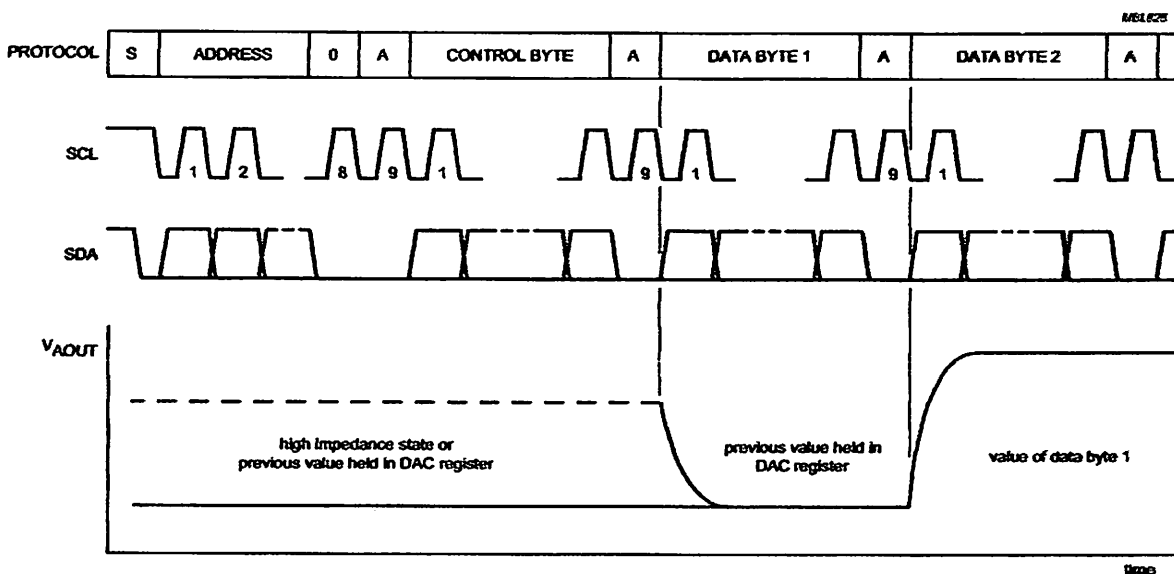 MBL825
PROTOCOL S ADDRESS 0 A CONTROL BYTE A DATA BYTE 1 A DATA BYTE 2 A
SCL
1 2 8 9 1 9 1 9 1
SDA
VAOUT
high impedance state or
previous value held in DAC register
previous value held in
DAC register
value of data byte 1
time